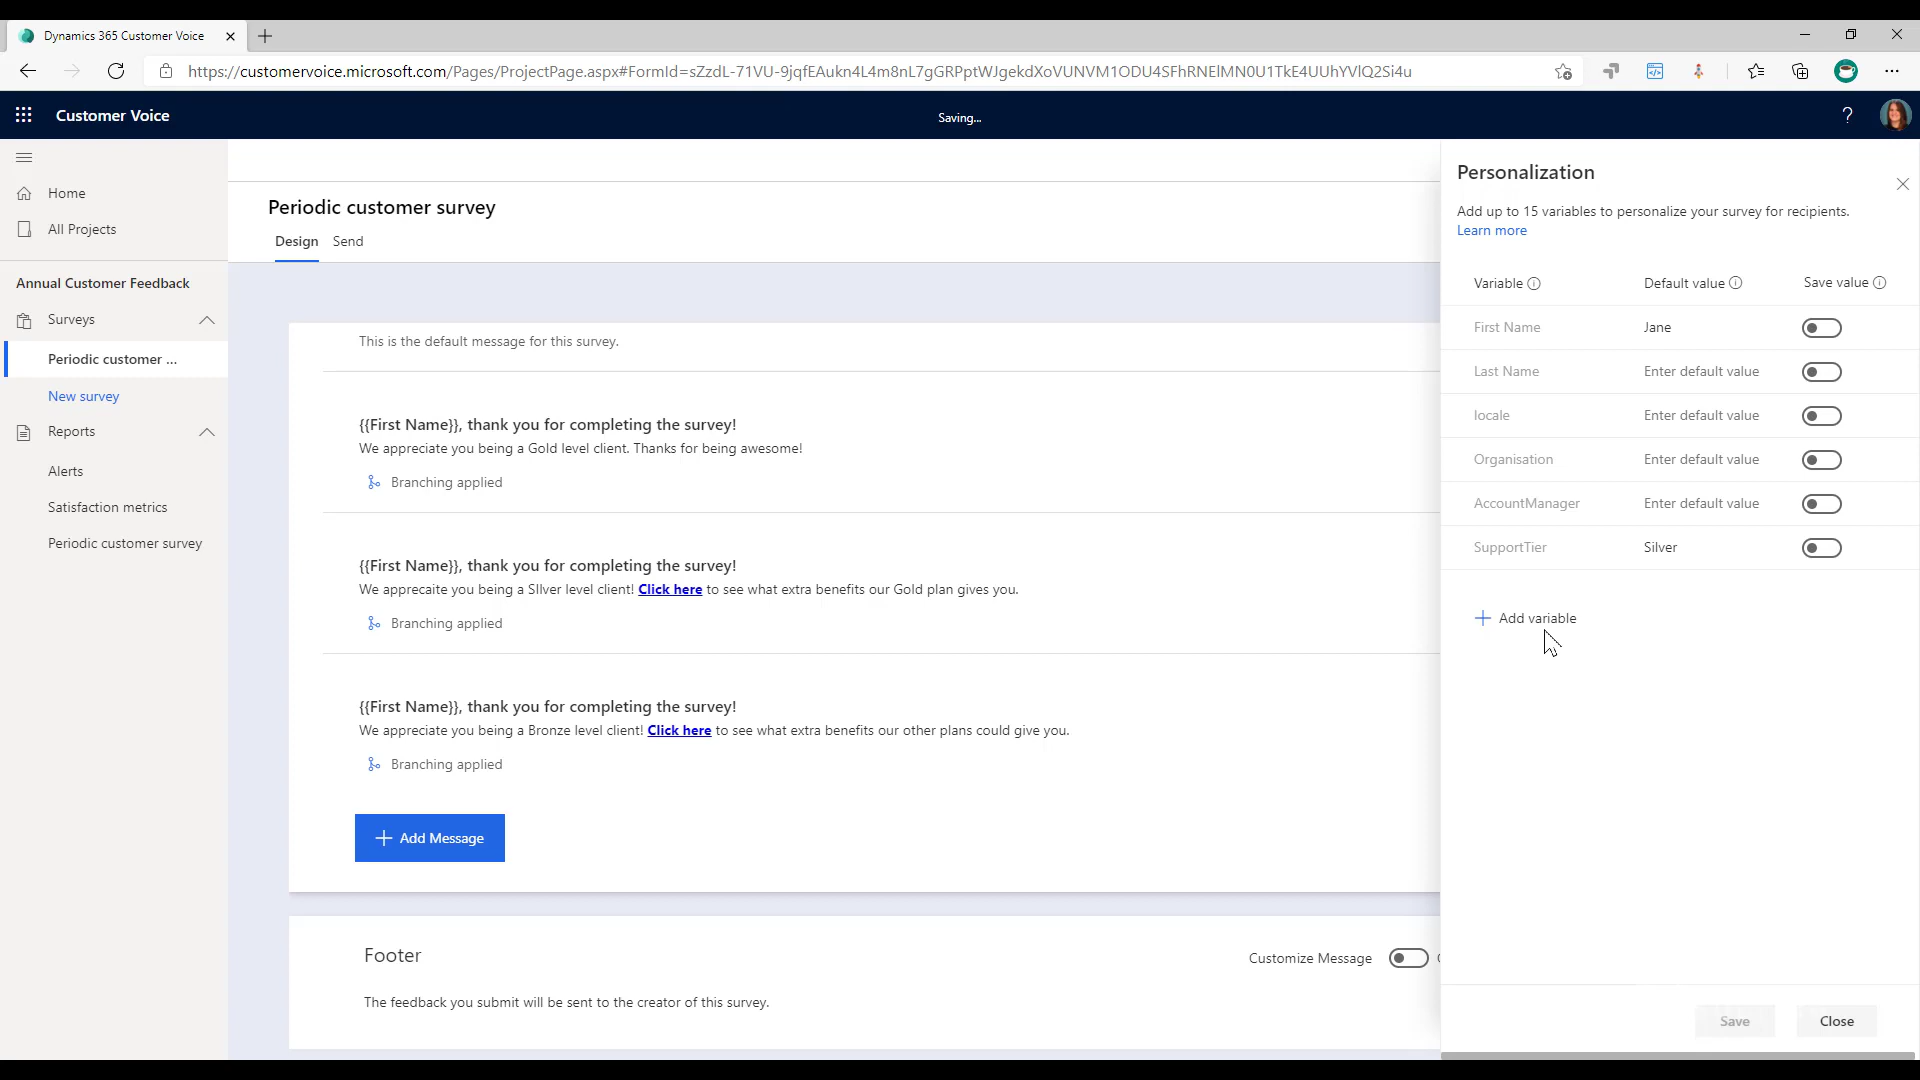 Dynamics 365 Customer Voice
https://customervoice.microsoft.com/Pages/ProjectPage.aspx#FormId=sZzdL-71VU-9jqfEAukn4L4m8nL7gGRPptWJgekdXoVUNVM1ODU4SFhRNElMN0U1TkE4UUhYVlQ2Si4u
Customer Voice
Saving...
?
Home
All Projects
Annual Customer Feedback
Surveys
Periodic customer ...
New survey
Reports
Alerts
Satisfaction metrics
Periodic customer survey
Periodic customer survey
Design Send
This is the default message for this survey.
{{First Name}}, thank you for completing the survey!
We appreciate you being a Gold level client. Thanks for being awesome!
Branching applied
{{First Name}}, thank you for completing the survey!
We apprecaite you being a SIlver level client! Click here to see what extra benefits our Gold plan gives you.
Branching applied
{{First Name}}, thank you for completing the survey!
We appreciate you being a Bronze level client! Click here to see what extra benefits our other plans could give you.
Branching applied
Add Message
Footer
Customize Message
The feedback you submit will be sent to the creator of this survey.
Personalization
Add up to 15 variables to personalize your survey for recipients.
Learn more
Variable Default value Save value
First Name Jane
Last Name Enter default value
locale Enter default value
Organisation Enter default value
AccountManager Enter default value
SupportTier Silver
Add variable
Save Close